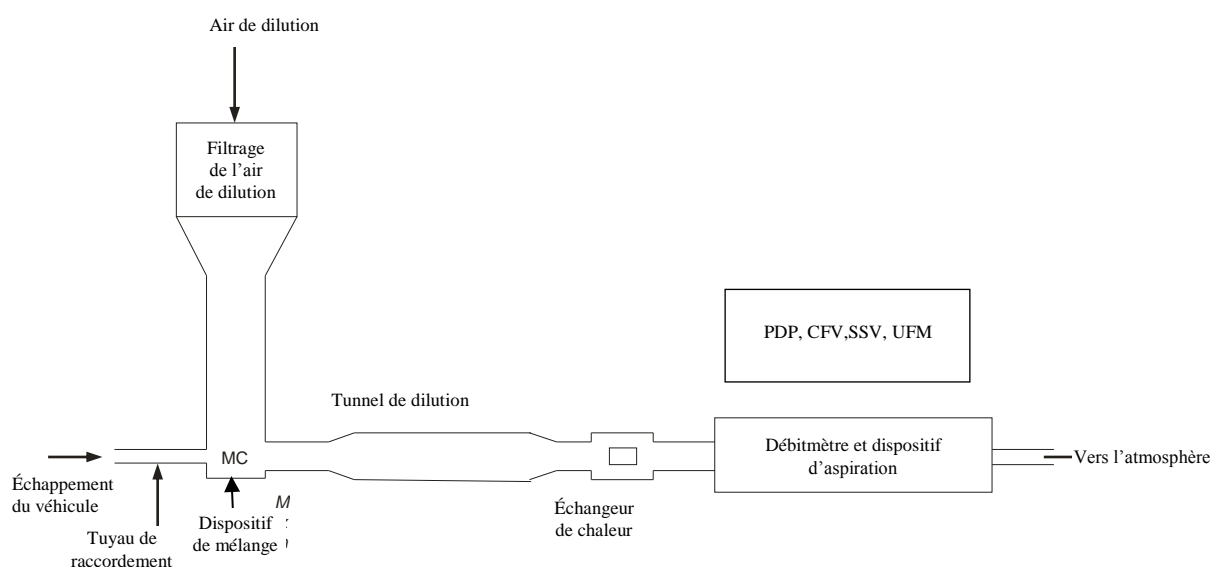 Air de dilution
Filtrage
de l'air
de dilution
PDP, CFV,SSV, UFM
Tunnel de dilution
MC
Débitmètre et dispositif
d'aspiration
Vers l'atmosphère
Échappement
du véhicule
Tuyau de
raccordement
Dispositif
de mélange
M
Échangeur
de chaleur